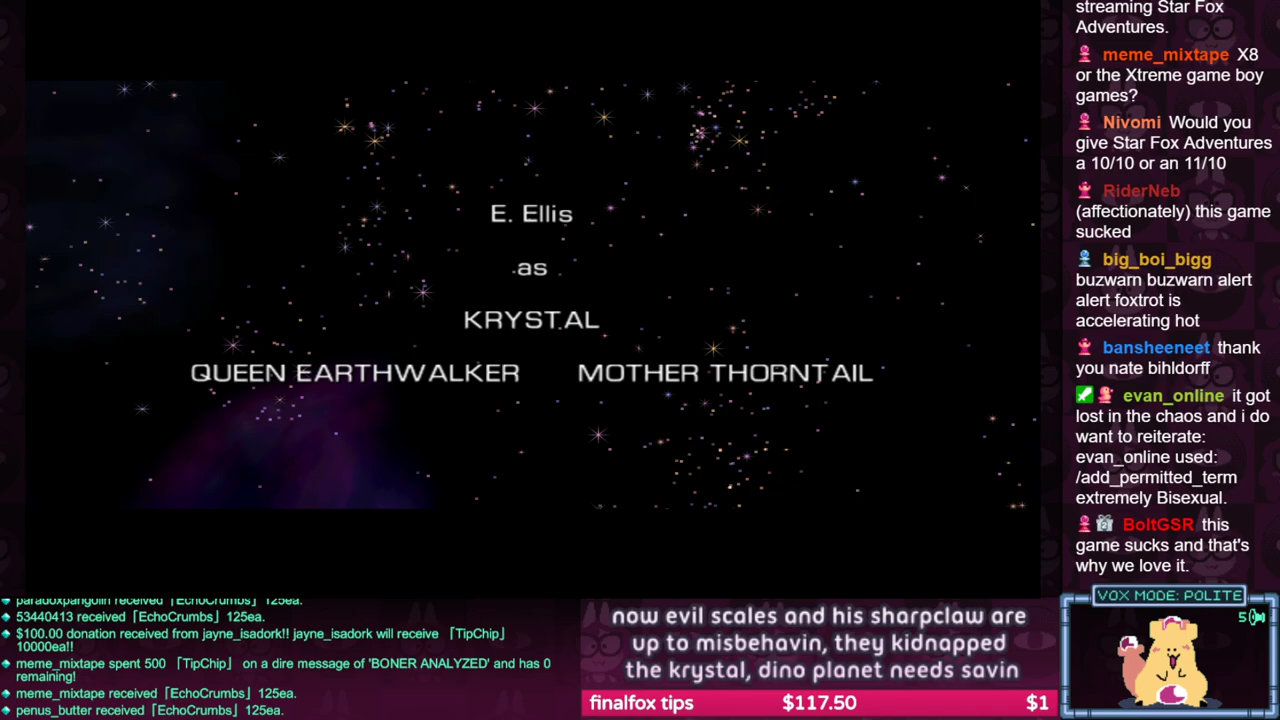 E. Ellis
as
KRYSTAL
QUEEN EARTHWALKER MOTHER THORNTAIL
streaming Star Fox
Adventures.
meme_mixtape X8
or the Xtreme game boy
games?
Nivomi Would you
give Star Fox Adventures
a 10/10 or an 11/10
RiderNeb
(affectionately) this game
sucked
big_boi_bigg
buzwarn buzwarn alert
alert foxtrot is
accelerating hot
bansheeneet thank
you nate bihldorff
evan_online it got
lost in the chaos and i do
want to reiterate:
evan_online used:
/add_permitted_term
extremely Bisexual.
BoltGSR this
game sucks and that's
why we love it.
paradoxpangolin received「EchoCrumbs」125ea.
53440413 received「EchoCrumbs」125ea.
$100.00 donation received from jayne_isadork!! jayne_isadork will receive 「TipChip」
10000ea!!
meme_mixtape spent 500 「TipChip」 on a dire message of 'BONER ANALYZED' and has 0
remaining!
meme_mixtape received「EchoCrumbs」125ea.
penus_butter received「EchoCrumbs」125ea.
now evil scales and his sharpclaw are
up to misbehavin, they kidnapped
the krystal, dino planet needs savin
finalfox tips $117.50 $1
VOX MODE: POLITE
5